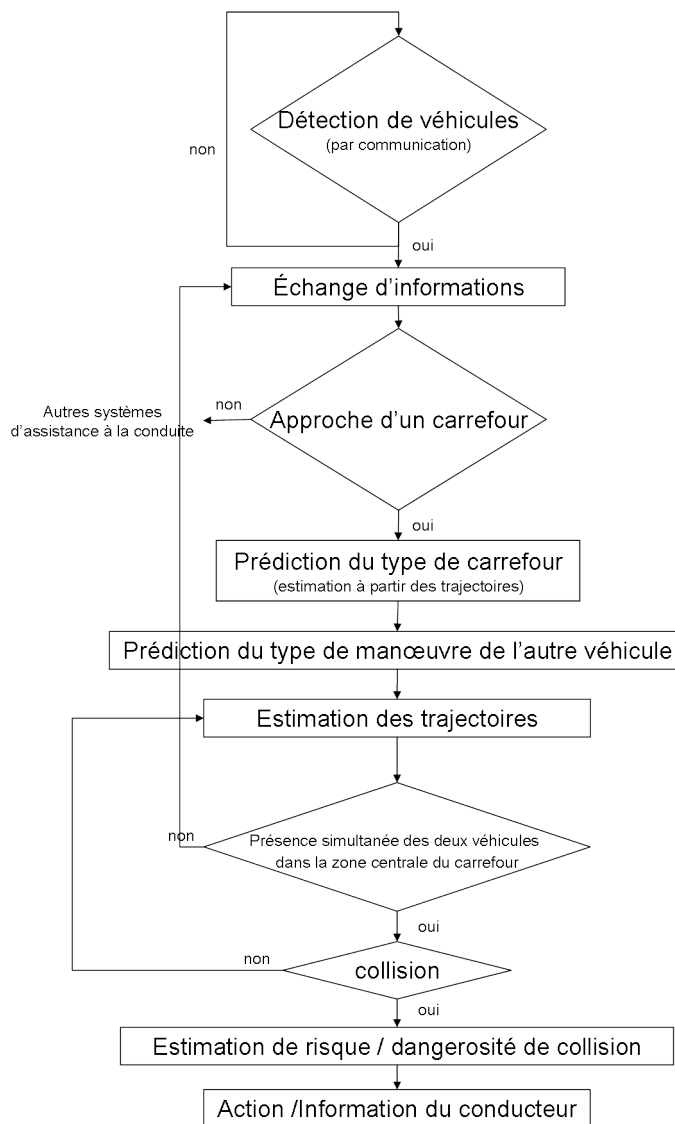 Détection de véhicules
(par communication)
non
oui
Échange d'informations
non
Approche d'un carrefour
Autres systèmes
d'assistance à la conduite
oui
Prédiction du type de carrefour
(estimation à partir des trajectoires)
Prédiction du type de manœuvre de l'autre véhicule
Estimation des trajectoires
non
Présence simultanée des deux véhicules
dans la zone centrale du carrefour
oui
non
collision
oui
Estimation de risque / dangerosité de collision
Action /Information du conducteur